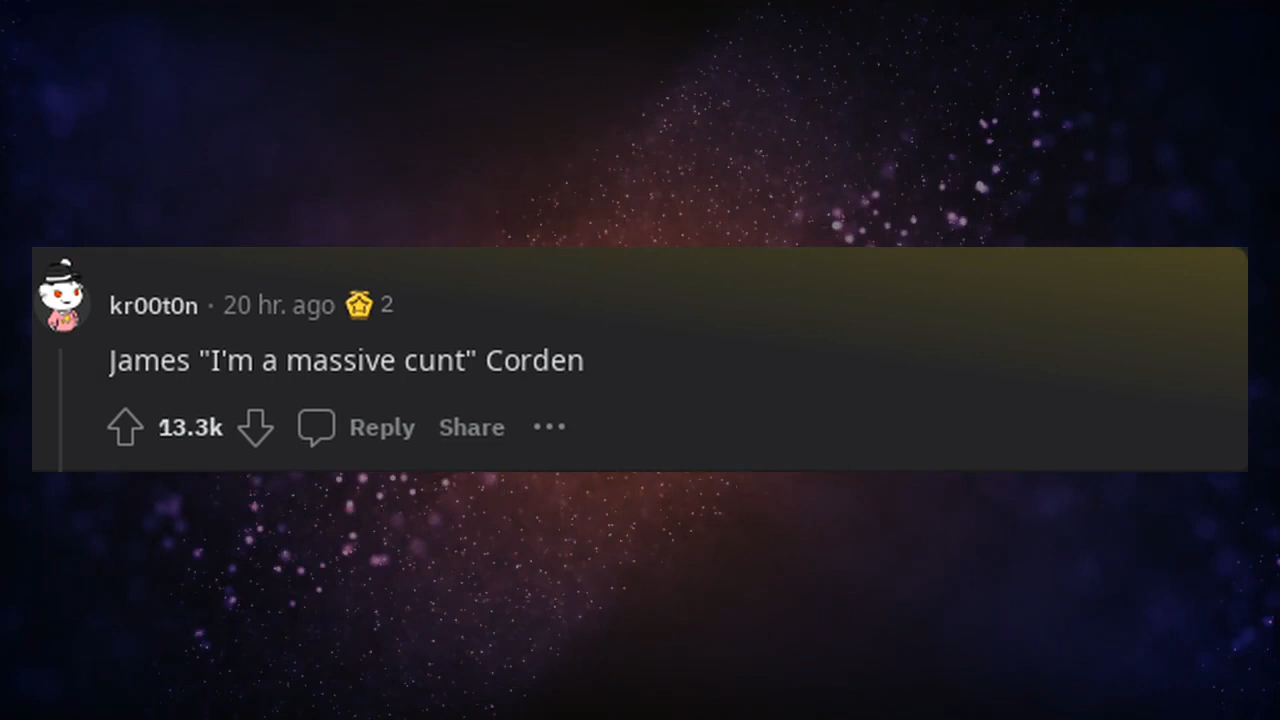 kr00t0n · 20 hr. ago 2
James "I'm a massive cunt" Corden
13.3k Reply Share ...